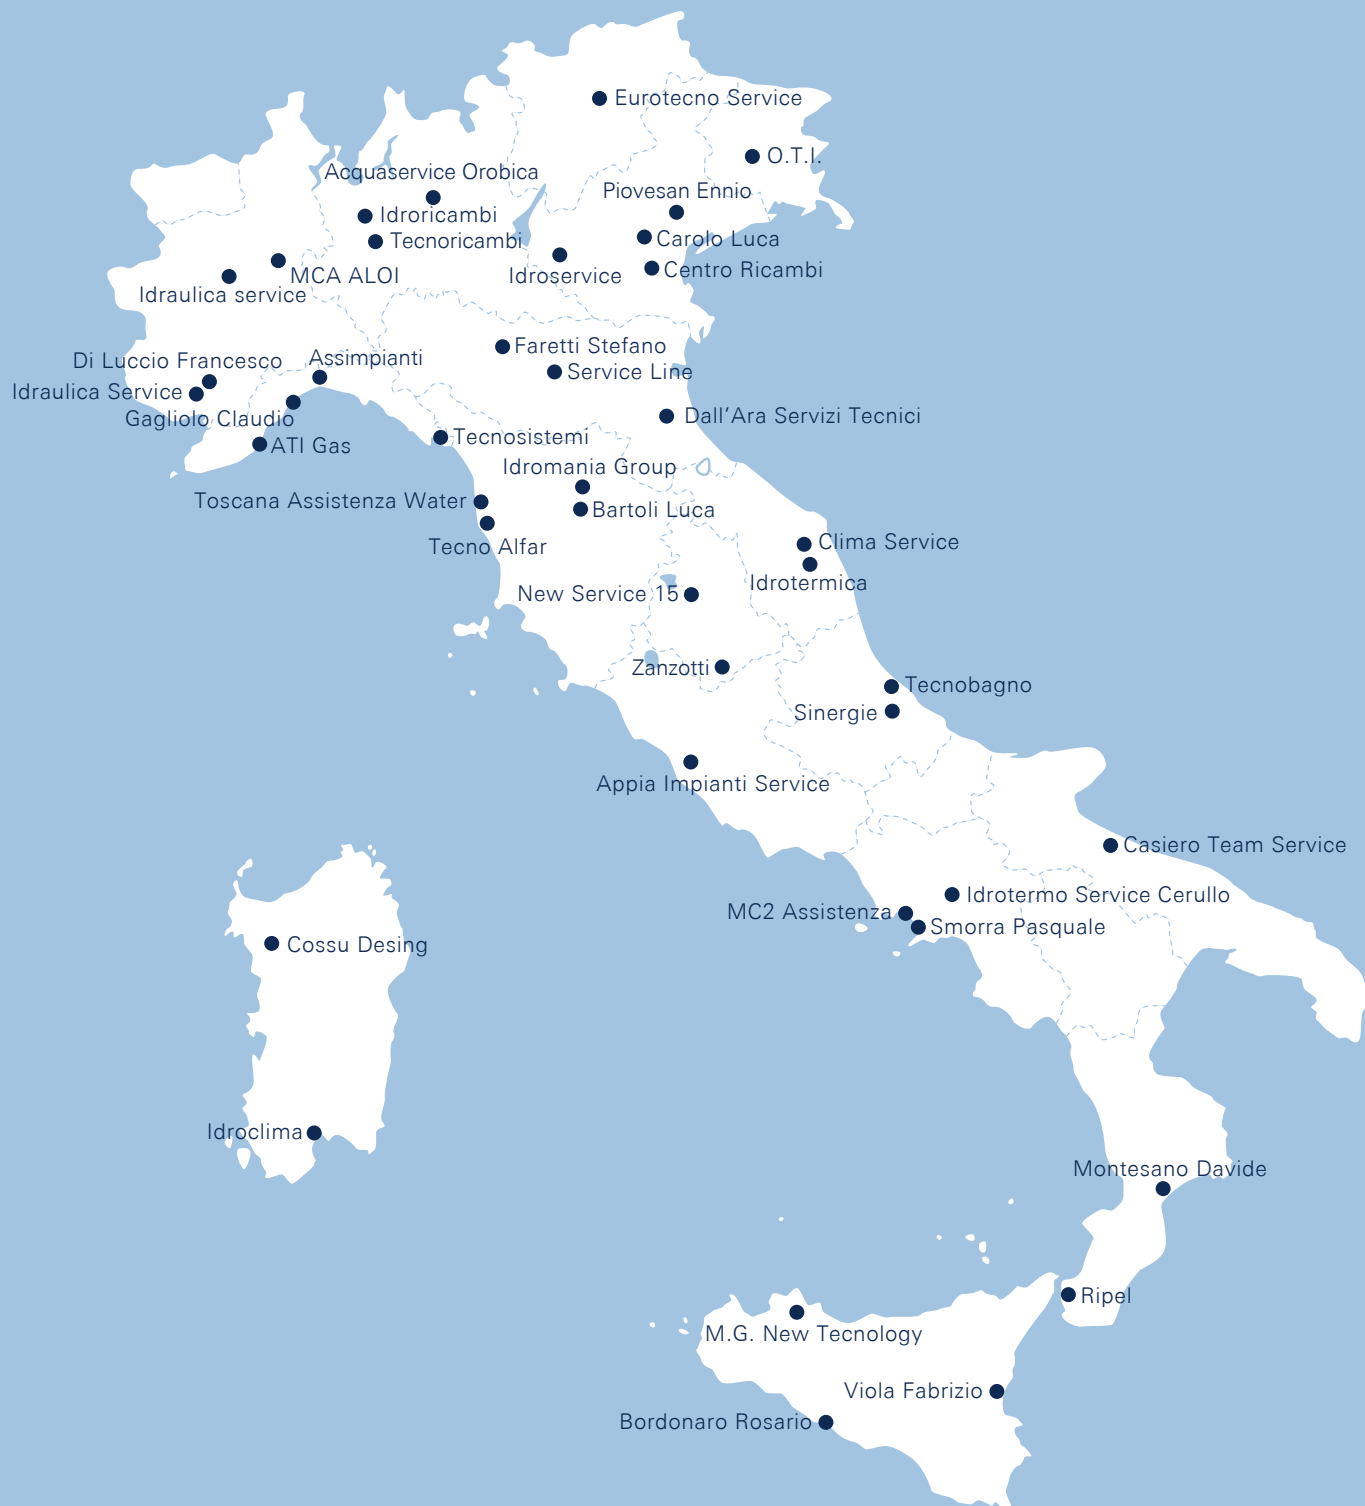 Eurotecno Service
O.T.I.
Acquaservice Orobica
Piovesan Ennio
Idroricambi
Tecnoricambi
Carolo Luca
Centro Ricambi
Idroservice
MCA ALOI
Idraulica service
Faretti Stefano
Di Luccio Francesco
Assimpianti
Service Line
Idraulica Service
Gagliolo Claudio
Dall'Ara Servizi Tecnici
Tecnosistemi
ATI Gas
Idromania Group
Toscana Assistenza Water
Bartoli Luca
Tecno Alfar
Clima Service
Idrotermica
New Service 15
Zanzotti
Tecnobagno
Sinergie
Appia Impianti Service
Casiero Team Service
Idrotermo Service Cerullo
MC2 Assistenza
Smorra Pasquale
Cossu Desing
Idroclima
Montesano Davide
Ripel
M.G. New Tecnology
Viola Fabrizio
Bordonaro Rosario